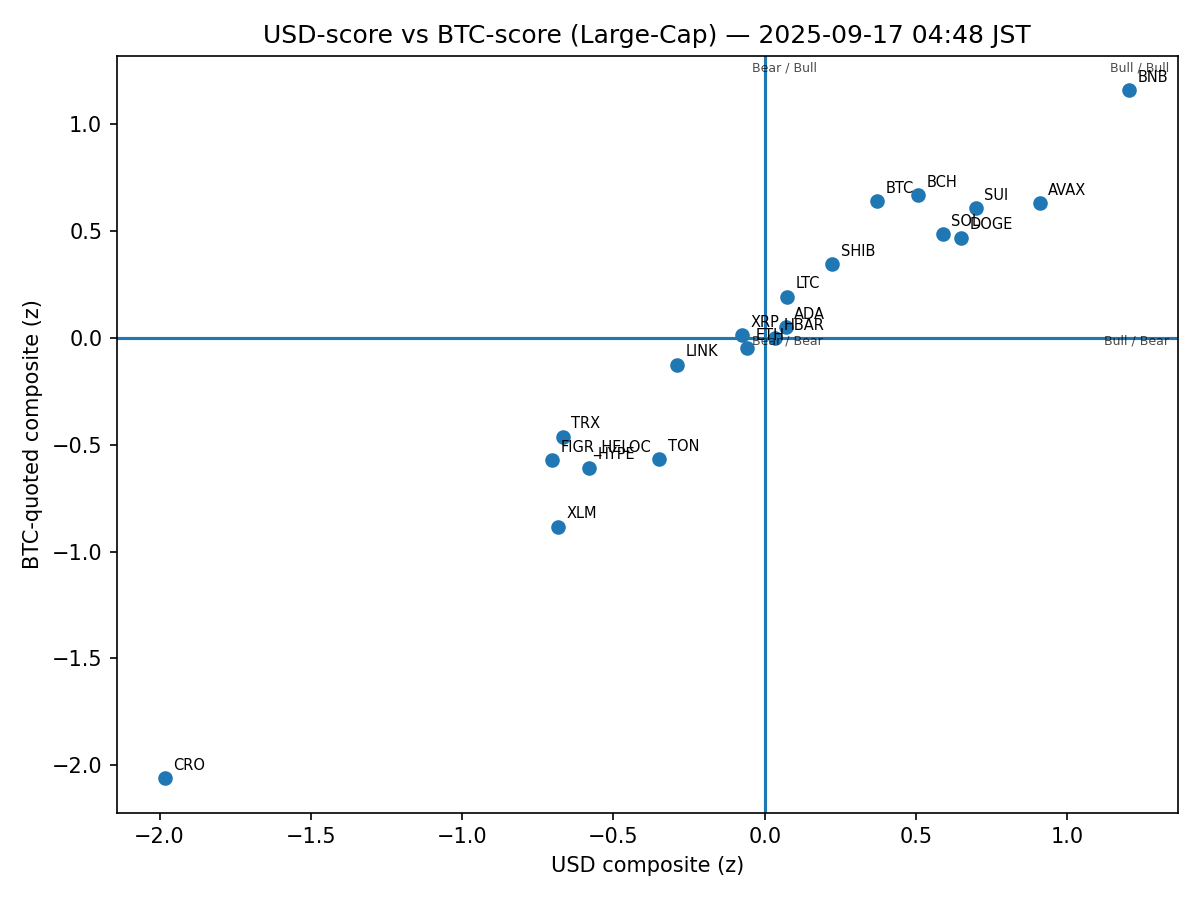 USD-score vs BTC-score (Large-Cap) — 2025-09-17 04:48 JST
Bear / Bull
Bull / Bull
BNB
1.0
BTC
BCH
SUI
AVAX
0.5
SOL
DOGE
SHIB
LTC
ADA
XRP
HBAR
ETH
0.0
Bear / Bear
Bull / Bear
LINK
TRX
−0.5
FIGR_HELOC
HYPE
TON
XLM
−1.0
−1.5
−2.0
CRO
−2.0
−1.5
−1.0
−0.5
0.0
0.5
1.0
USD composite (z)
BTC-quoted composite (z)